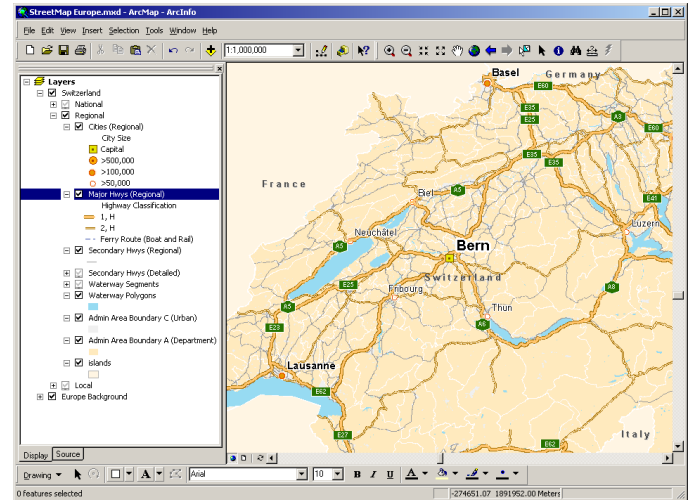 StreetMap Europe.mxd - ArcMap - ArcInfo
File Edit View Insert Selection Tools Window Help
1:1,000,000
Layers
Switzerland
National
Regional
Cities (Regional)
City Size
Capital
>500,000
>100,000
>50,000
Major Hwys (Regional)
Highway Classification
1, H
2, H
Ferry Route (Boat and Rail)
Secondary Hwys (Regional)
Secondary Hwys (Detailed)
Waterway Segments
Waterway Polygons
Admin Area Boundary C (Urban)
Admin Area Boundary A (Department)
islands
Local
Europe Background
Display Source
Basel Germany
E60
E35
E25
A3
E60
E35
E35
France
Biel
A5
E41
Neuchâtel
Luzern
A5
Bern
Switzerland
E25
Fribourg
A8
A5
Thun
E23
A6
Lausanne
E62
E27
E62
Italy
Drawing A Arial 10 B I U A
0 features selected
-274651.07 1891952.00 Meters